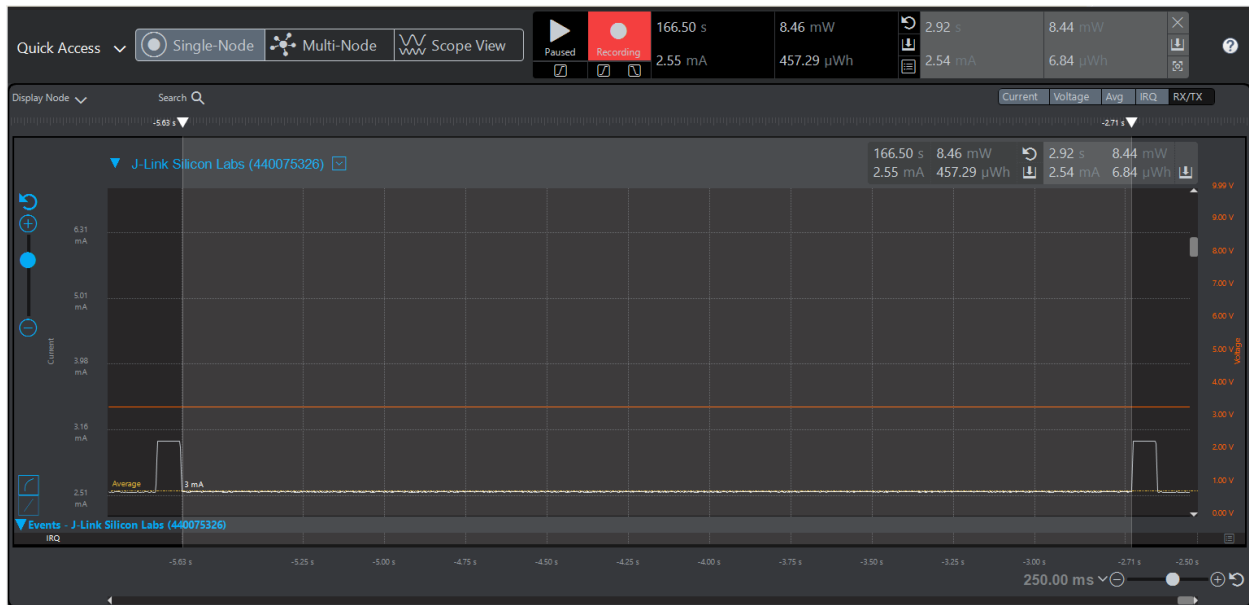 Quick Access
Single-Node
Multi-Node
Scope View
Paused
Recording
166.50 s 8.46 mW
2.55 mA 457.29 µWh
2.92 s 8.44 mW
2.54 mA 6.84 µWh
Display Node
Search
Current Voltage Avg IRQ RX/TX
-5.63 s
-2.71 s
J-Link Silicon Labs (440075326)
166.50 s 8.46 mW 2.92 s 8.44 mW
2.55 mA 457.29 µWh 2.54 mA 6.84 µWh
6.31
mA
5.01
mA
3.98
mA
3.16
mA
2.51
mA
Current
Average
3 mA
9.99 V
9.00 V
8.00 V
7.00 V
6.00 V
5.00 V
4.00 V
3.00 V
2.00 V
1.00 V
0.00 V
Voltage
Events - J-Link Silicon Labs (440075326)
IRQ
-5.63 s -5.25 s -5.00 s -4.75 s -4.50 s -4.25 s -4.00 s -3.75 s -3.50 s -3.25 s -3.00 s -2.71 s -2.50 s
250.00 ms